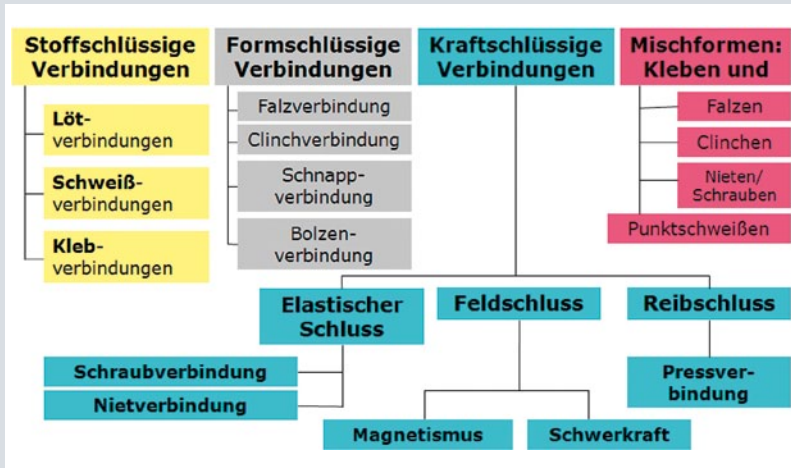 Stoffschlüssige
Verbindungen
Löt-
verbindungen
Schweiß-
verbindungen
Kleb-
verbindungen
Formschlüssige
Verbindungen
Falzverbindung
Clinchverbindung
Schnapp-
verbindung
Bolzen-
verbindung
Kraftschlüssige
Verbindungen
Mischformen:
Kleben und
Falzen
Clinchen
Nieten/
Schrauben
Punktschweißen
Elastischer
Schluss
Schraubverbindung
Nietverbindung
Feldschluss
Magnetismus
Schwerkraft
Reibschluss
Pressver-
bindung